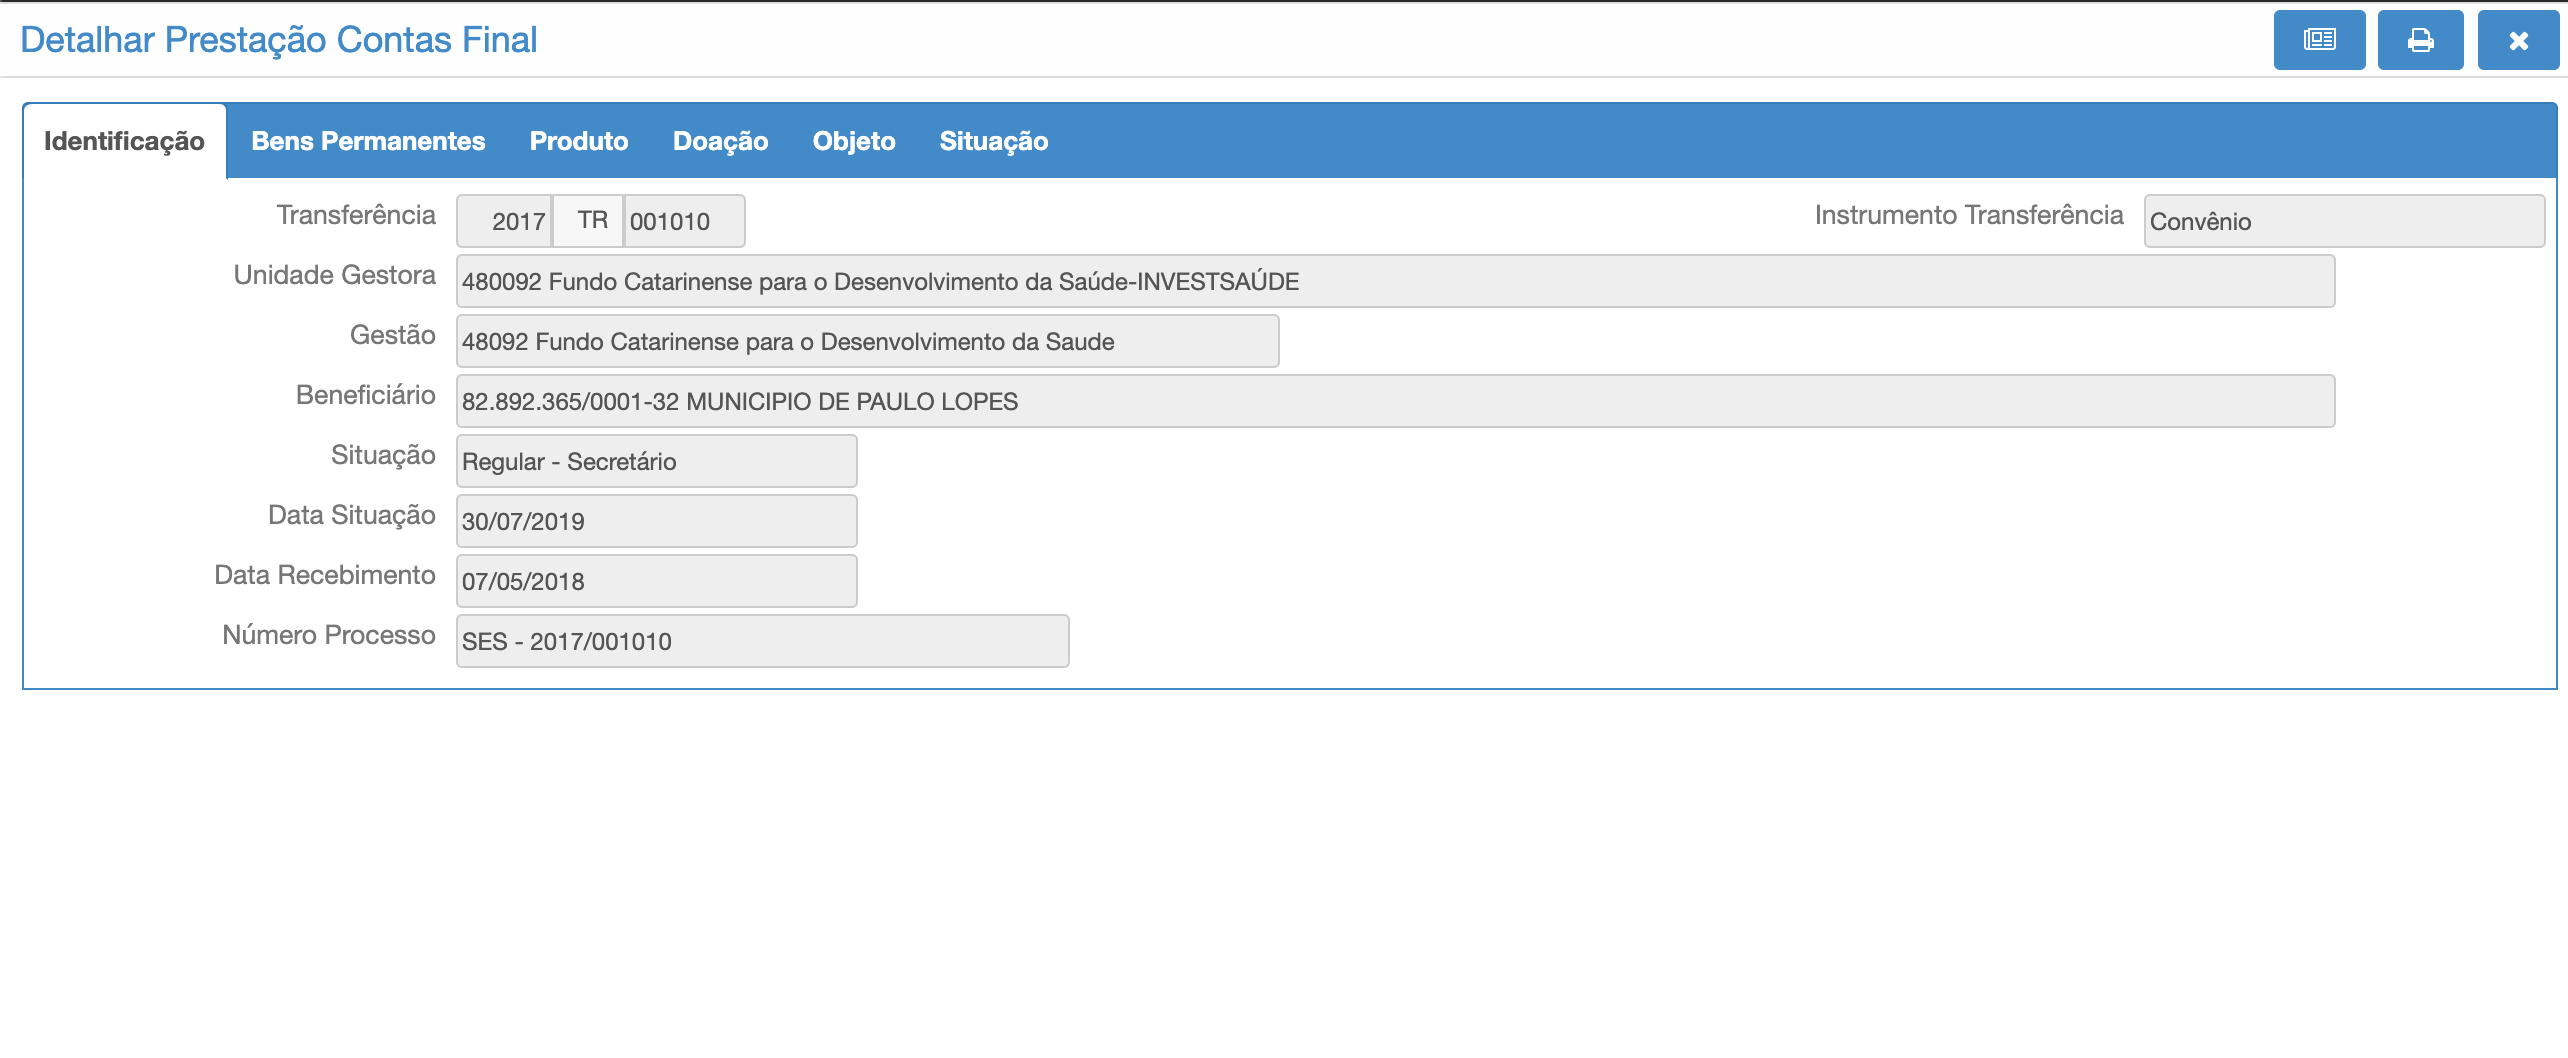 Detalhar Prestação Contas Final
Identificação Bens Permanentes Produto Doação Objeto Situação
Transferência 2017 TR 001010 Instrumento Transferência Convênio
Unidade Gestora 480092 Fundo Catarinense para o Desenvolvimento da Saúde-INVESTSAÚDE
Gestão 48092 Fundo Catarinense para o Desenvolvimento da Saude
Beneficiário 82.892.365/0001-32 MUNICIPIO DE PAULO LOPES
Situação Regular - Secretário
Data Situação 30/07/2019
Data Recebimento 07/05/2018
Número Processo SES - 2017/001010